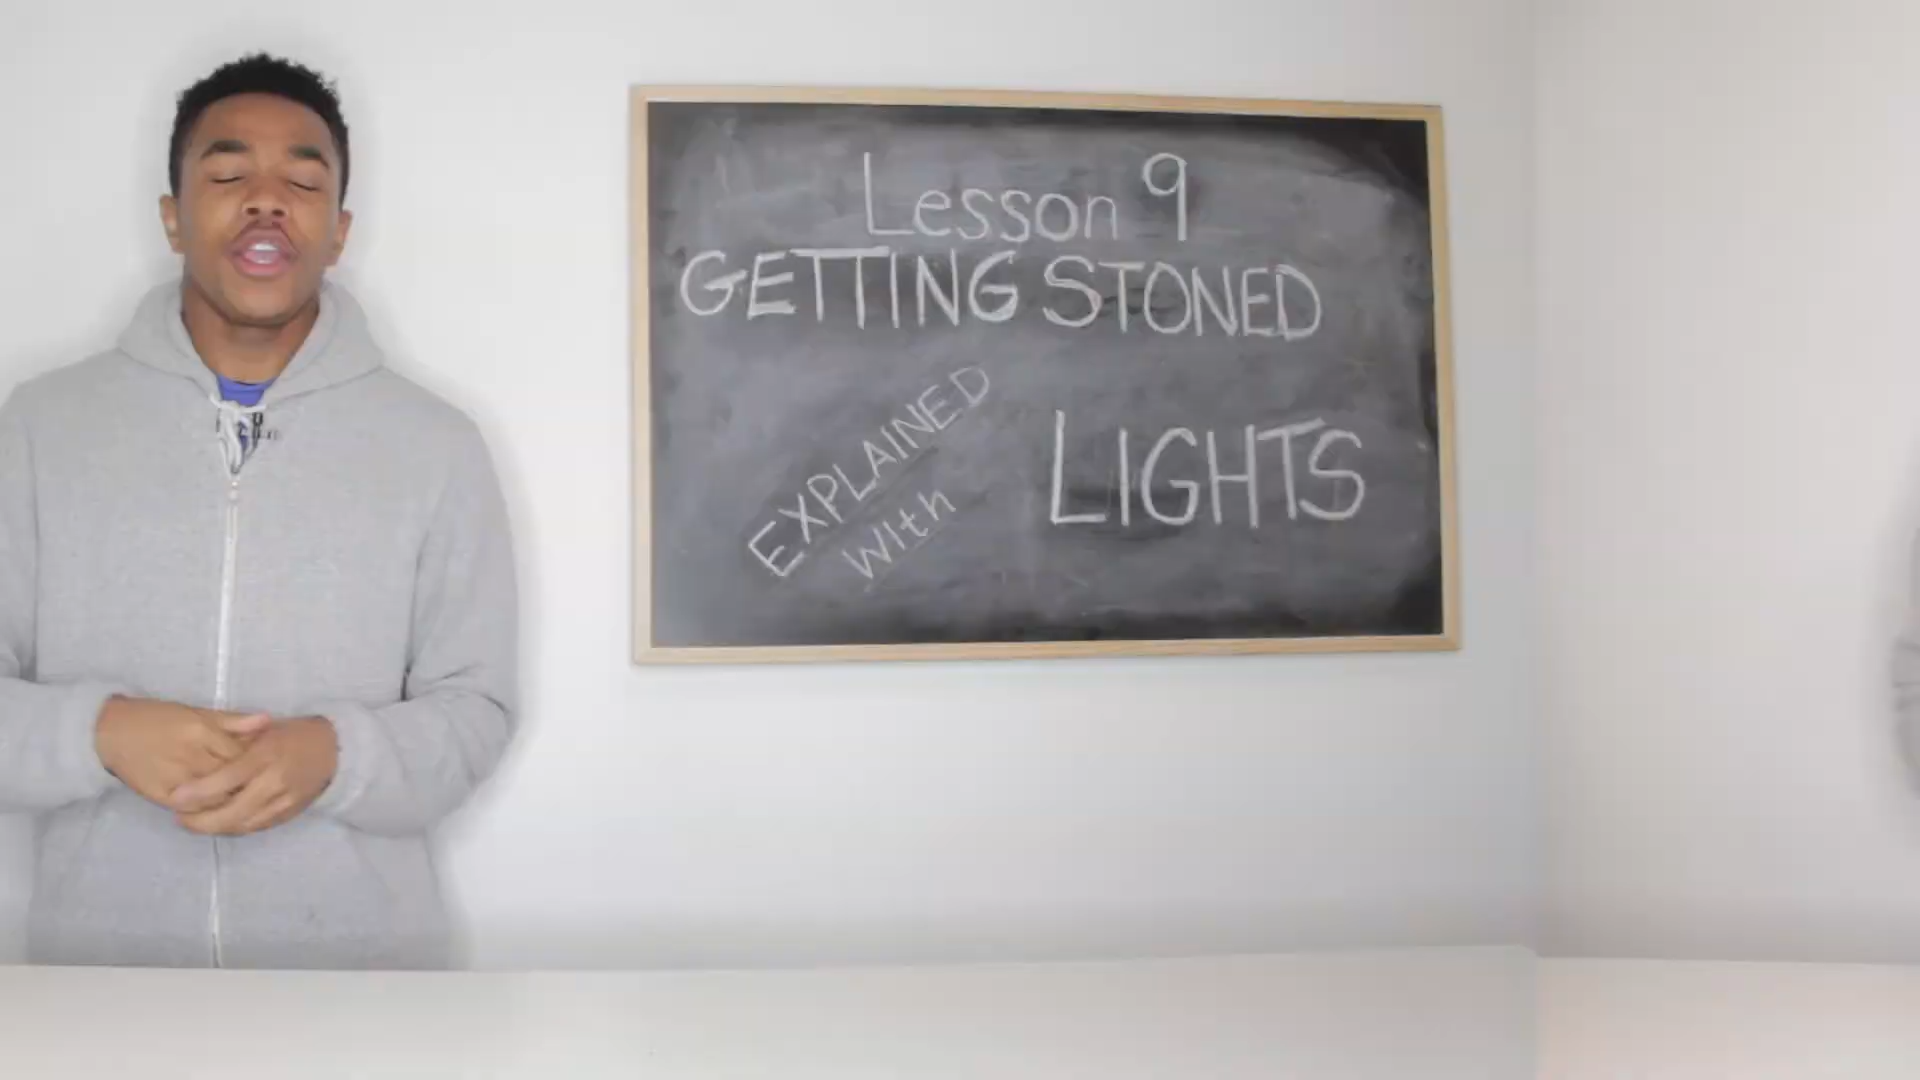 Lesson 9
GETTING STONED
EXPLAINED
WIth
LIGHTS